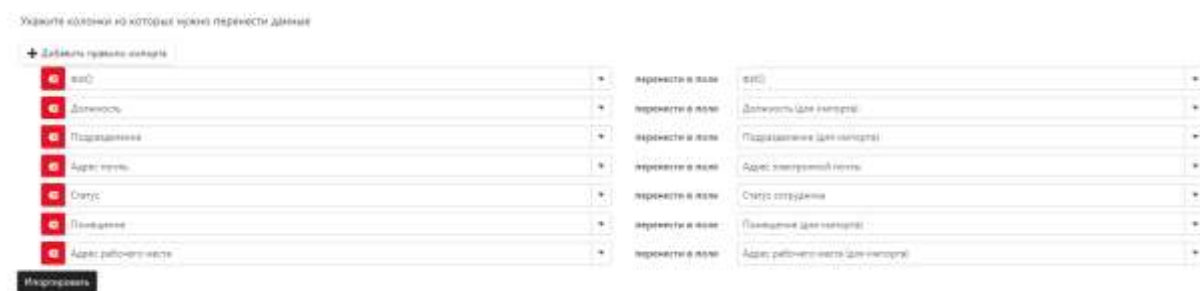 Укажите колонки из которых нужно перенести данные
Добавить правило импорта
ФИО перенести в поле ФИО
Должность перенести в поле Должность (для импорта)
Подразделение перенести в поле Подразделение (для импорта)
Адрес почты перенести в поле Адрес электронной почты
Статус перенести в поле Статус сотрудника
Помещение перенести в поле Помещение (для импорта)
Адрес рабочего места перенести в поле Адрес рабочего места (для импорта)
Импортировать